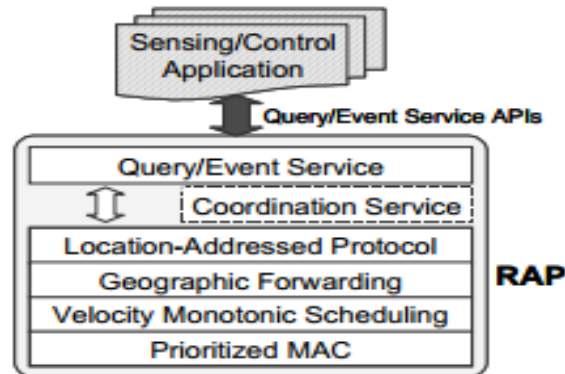 Sensing/Control
Application
Query/Event Service APIs
Query/Event Service
Coordination Service
Location-Addressed Protocol
Geographic Forwarding
RAP
Velocity Monotonic Scheduling
Prioritized MAC